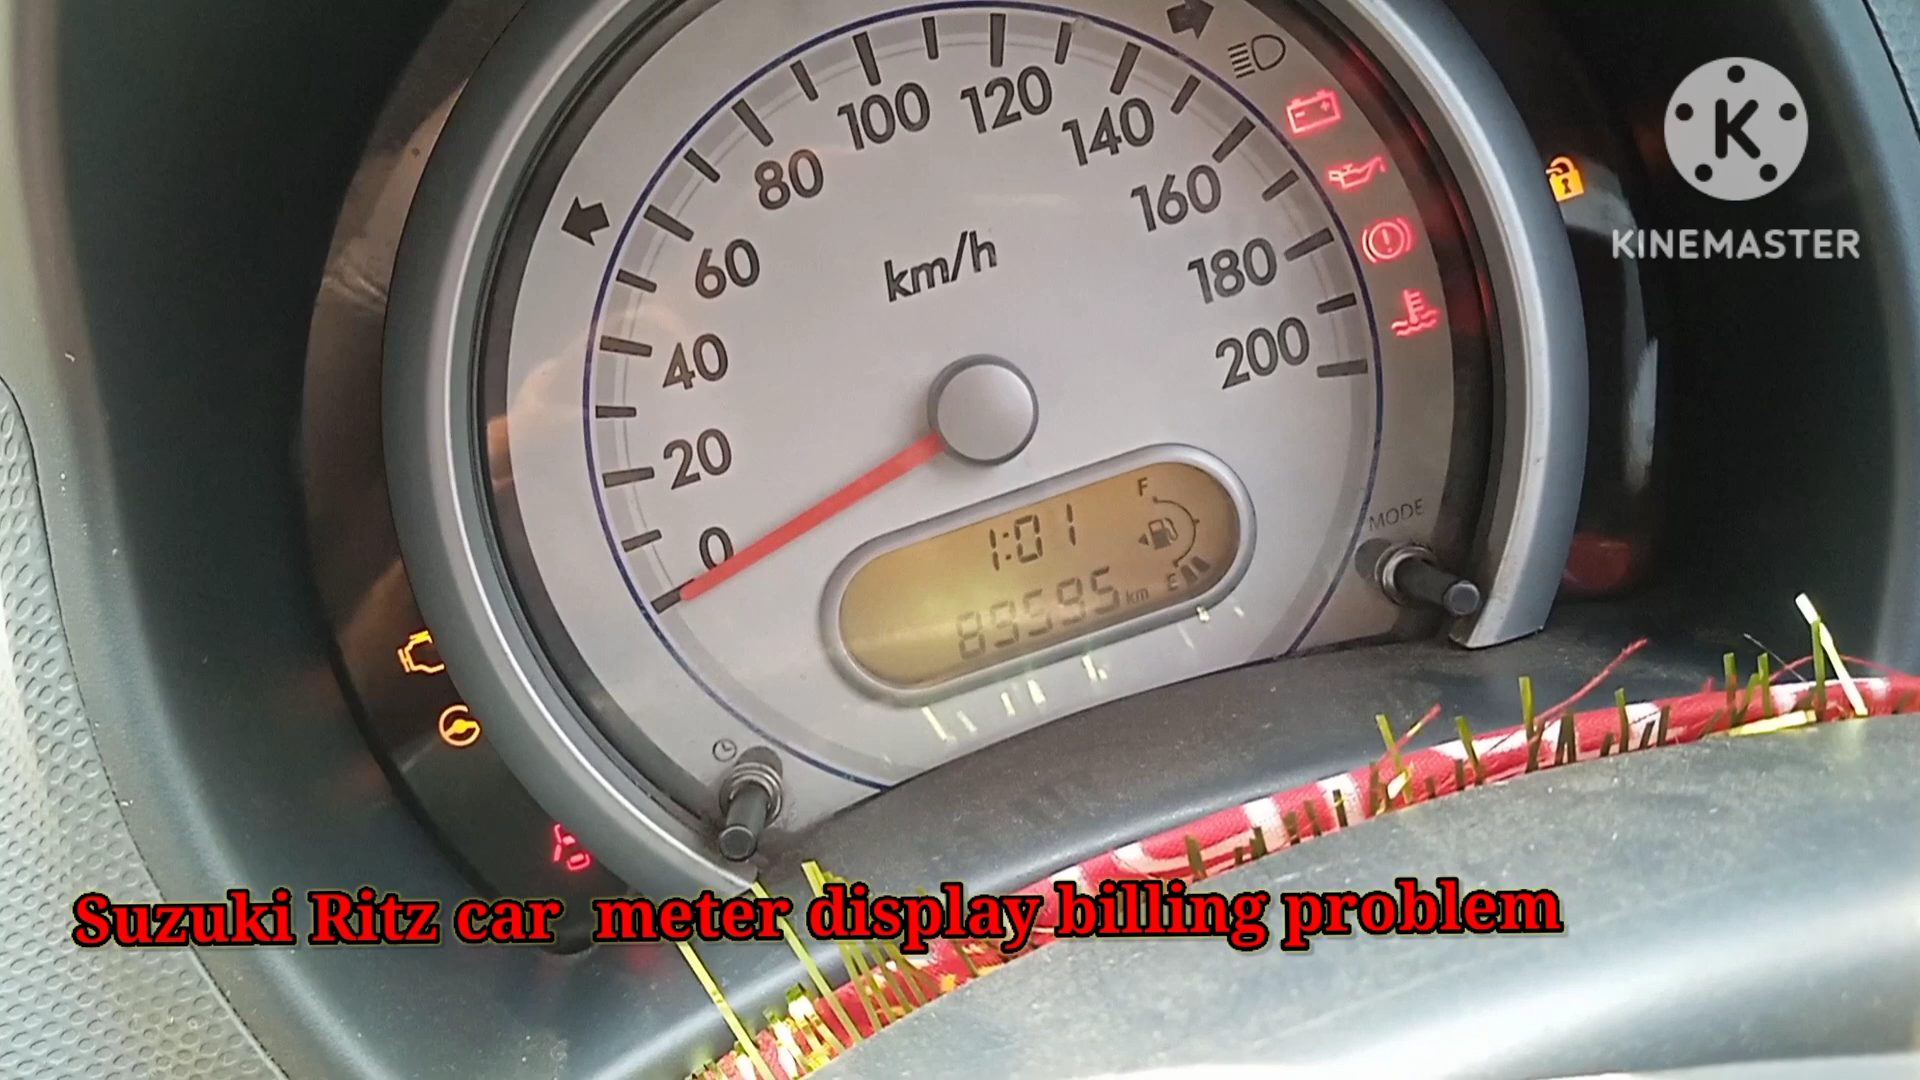 100
120
80
140
60
160
km/h
180
40
200
20
0
F
1:01
E
89595 km
MODE
K
KINEMASTER
Suzuki Ritz car meter display billing problem